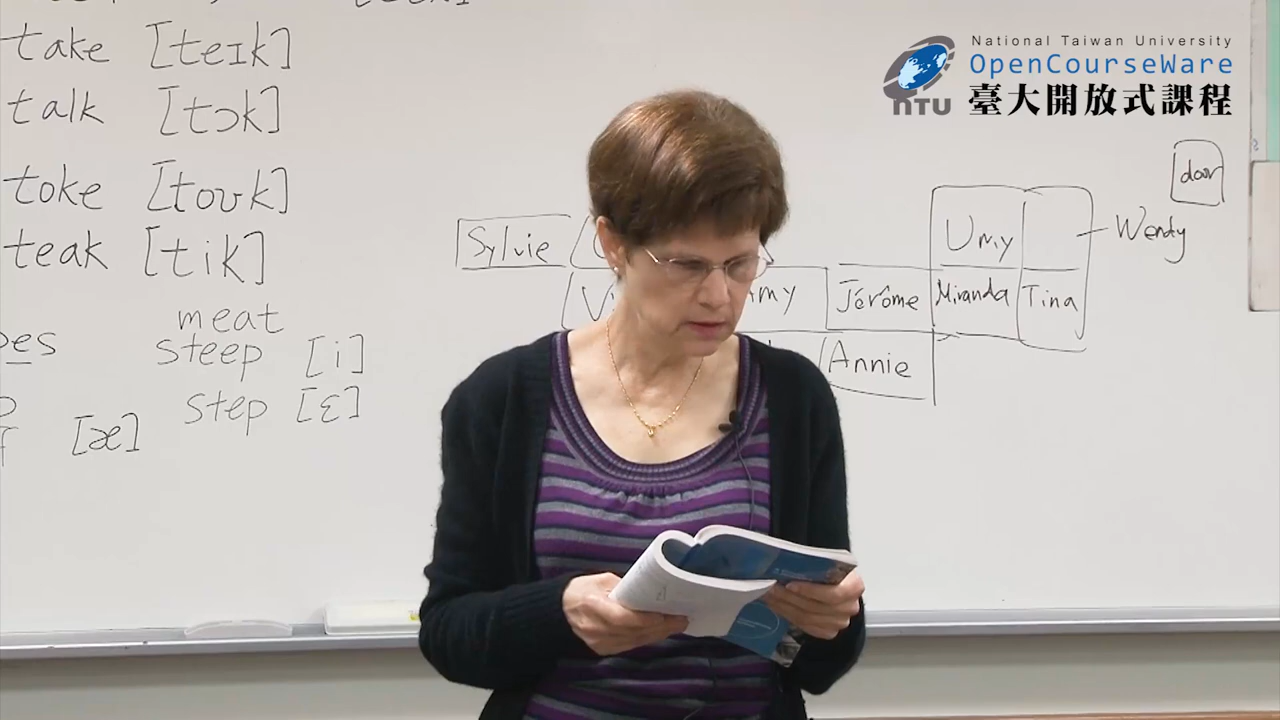 National Taiwan University
OpenCourseWare
NTU 臺大開放式課程
take [teɪk]
talk [tɔk]
toke [toʊk]
teak [tik]
meat
steep [i]
step [ɛ]
[æ]
door
Umy
Wendy
Sylvie
Jérôme Miranda Tina
Annie